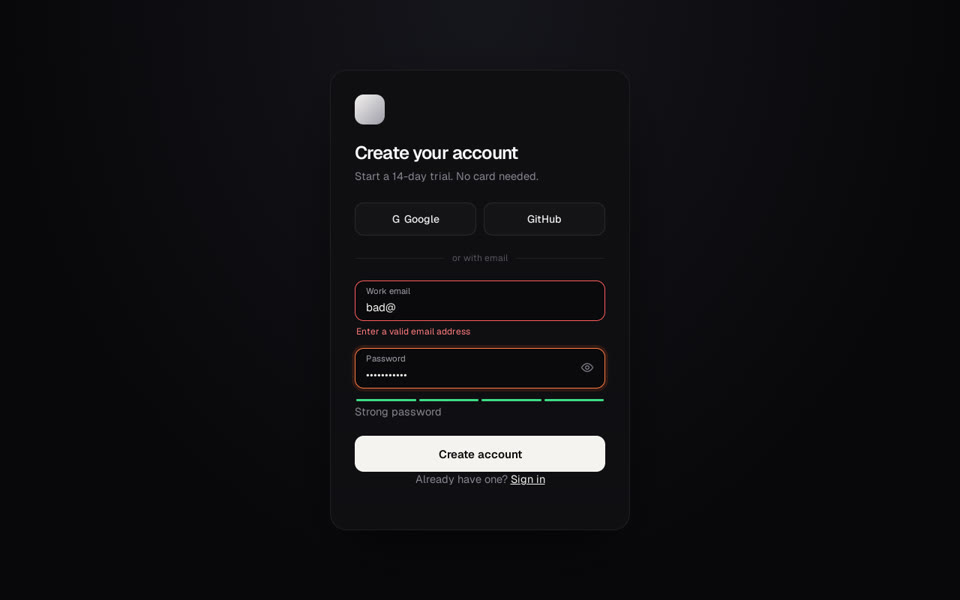 Create your account
Start a 14-day trial. No card needed.
G Google
GitHub
or with email
Work email
bad@
Enter a valid email address
Password
•••••••••••
Strong password
Create account
Already have one? Sign in